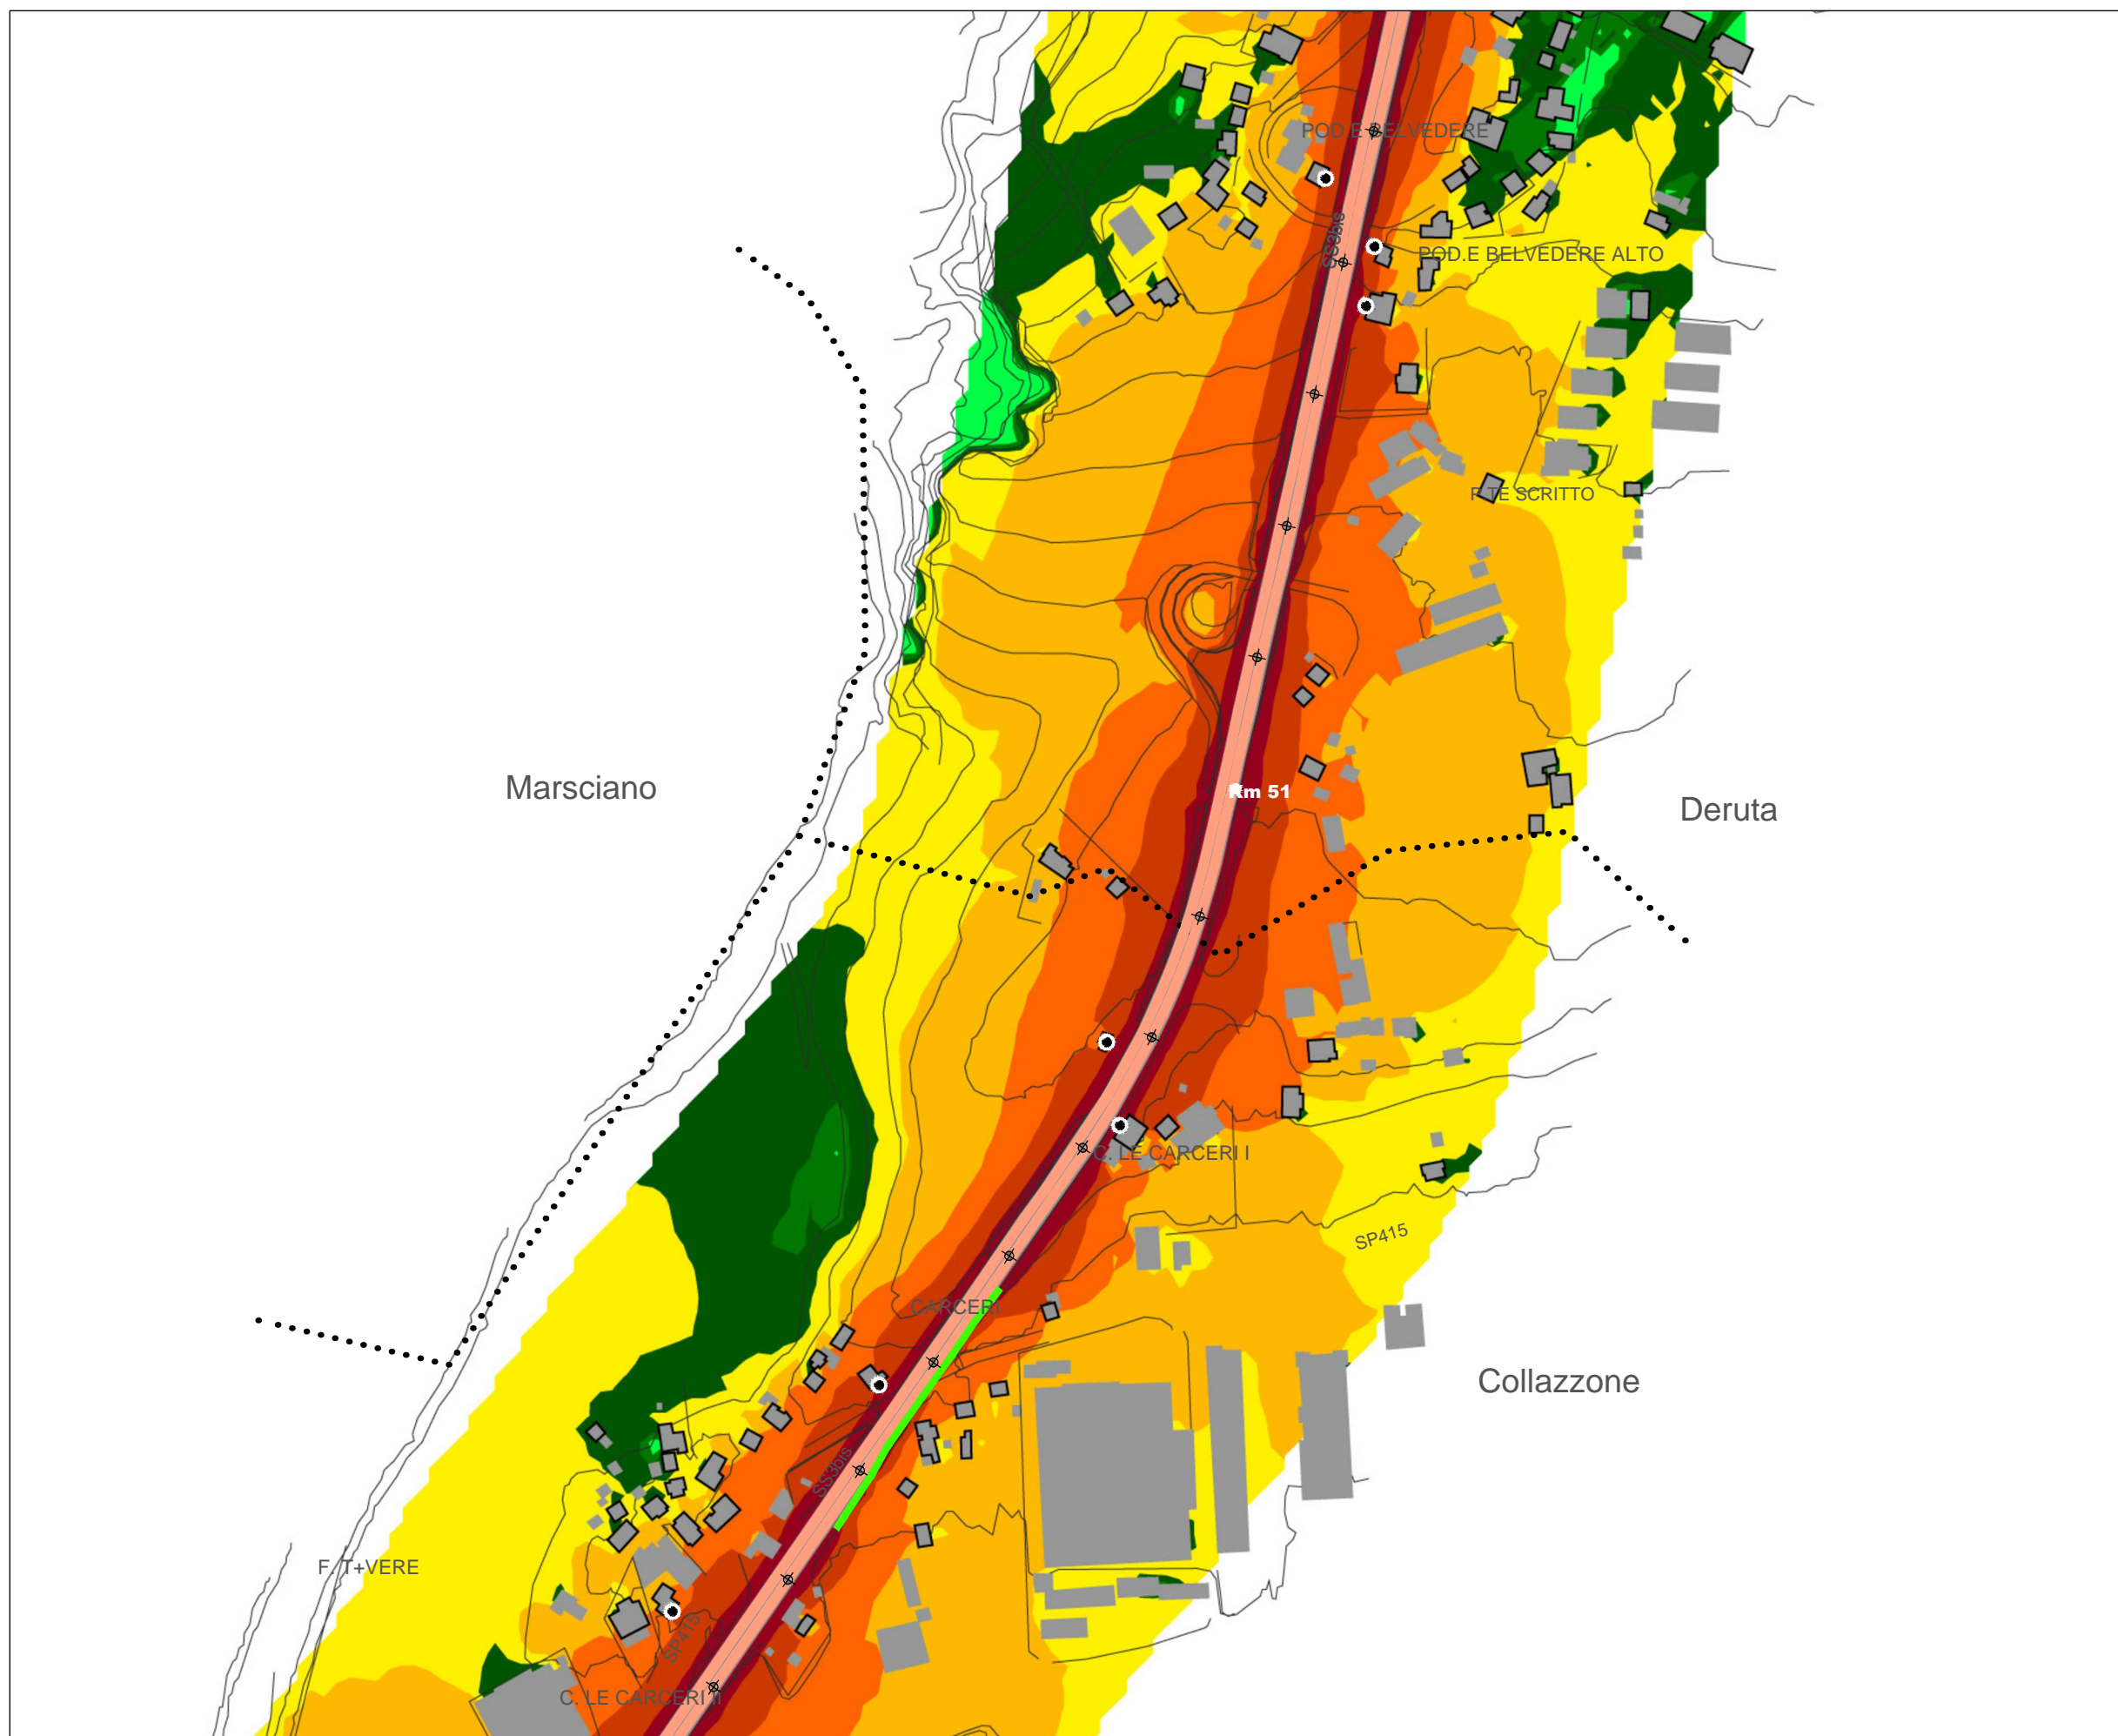 POD.E BELVEDERE
SS3bis
POD.E BELVEDERE ALTO
P.TE SCRITTO
Marsciano
Km 51
Deruta
C. LE CARCERI I
SP415
CARCERI
Collazzone
SS3bis
F. T+VERE
SP415
C. LE CARCERI II